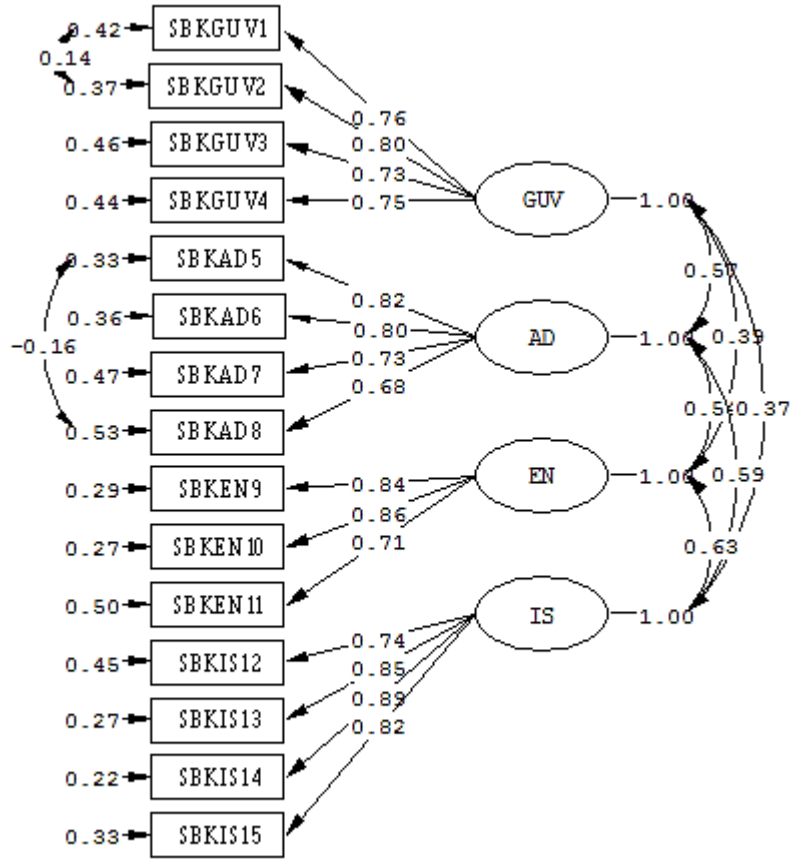 0.42 SBKGUV1
0.14
0.37 SBKGUV2
0.76
0.80
0.46 SBKGUV3
0.73
0.44 SBKGUV4
0.75
GUV 1.00
0.33 SBKAD5
0.57
0.82
0.36 SBKAD6
0.80
-0.16
AD 1.00 0.39
0.47 SBKAD7
0.73
0.68
0.53 SBKAD8
0.37
0.29 SBKEN9
0.84
EN 1.00 0.59
0.86
0.27 SBKEN10
0.71
0.63
0.50 SBKEN11
IS 1.00
0.74
0.45 SBKIS12
0.85
0.89
0.27 SBKIS13
0.82
0.22 SBKIS14
0.33 SBKIS15